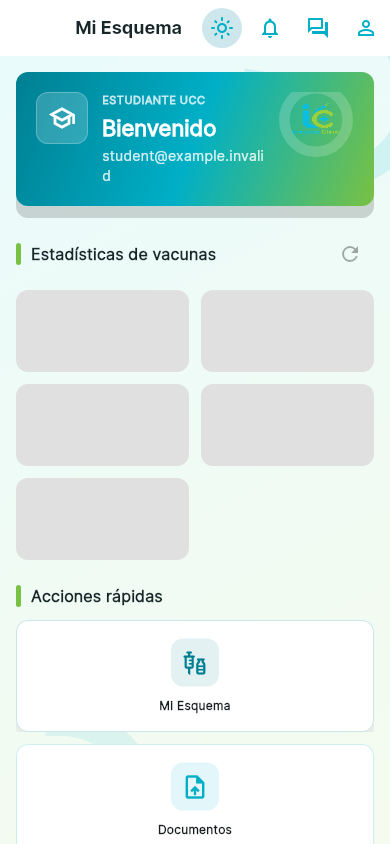 Mi Esquema
ESTUDIANTE UCC
Bienvenido
student@example.invali
d
Estadísticas de vacunas
Acciones rápidas
MI Esquema
Documentos